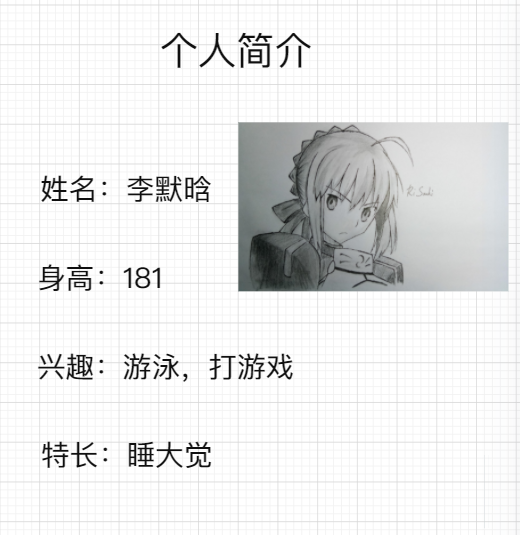 个人简介
姓名：李默晗
身高：181
兴趣：游泳，打游戏
特长：睡大觉